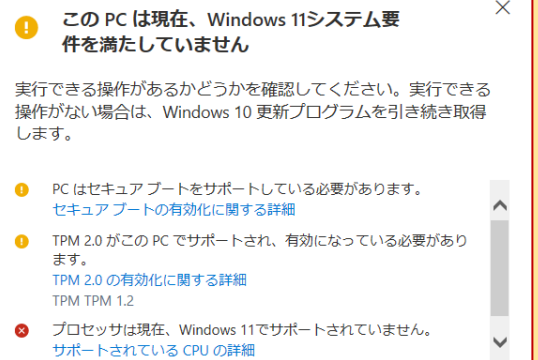 この PC は現在、Windows 11システム要
件を満たしていません
実行できる操作があるかどうかを確認してください。実行できる
操作がない場合は、Windows 10 更新プログラムを引き続き取得
します。
PC はセキュア ブートをサポートしている必要があります。
セキュア ブートの有効化に関する詳細
TPM 2.0 がこの PC でサポートされ、有効になっている必要があり
ます。
TPM 2.0 の有効化に関する詳細
TPM TPM 1.2
プロセッサは現在、Windows 11でサポートされていません。
サポートされている CPU の詳細